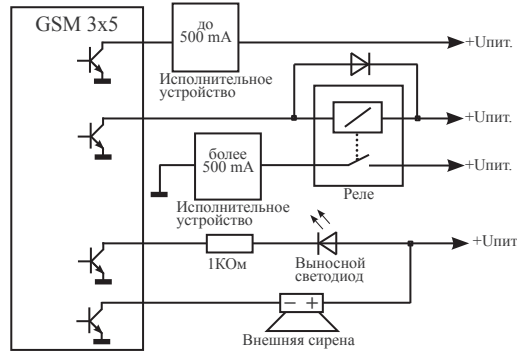 GSM 3x5
до
500 mA
+Uпит.
Исполнительное
устройство
+Uпит.
более
500 mA
+Uпит.
Реле
Исполнительное
устройство
+Uпит
1КОм
Выносной
светодиод
− +
Внешняя сирена